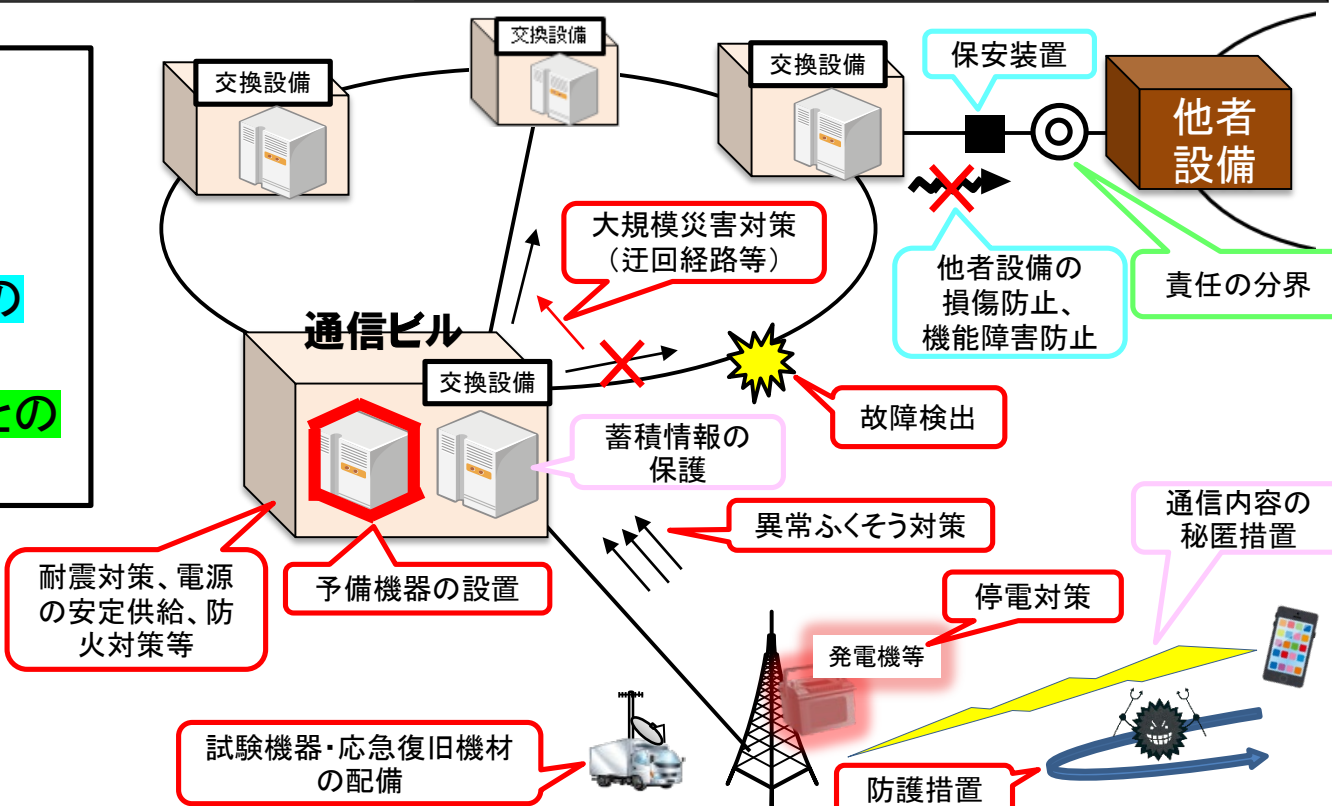 交換設備
交換設備
交換設備
保安装置
他者
設備
大規模災害対策
（迂回経路等）
他者設備の
損傷防止、
機能障害防止
責任の分界
の
との
通信ビル
交換設備
故障検出
蓄積情報の
保護
異常ふくそう対策
通信内容の
秘匿措置
耐震対策、電源
の安定供給、防
火対策等
予備機器の設置
停電対策
発電機等
試験機器・応急復旧機材
の配備
防護措置